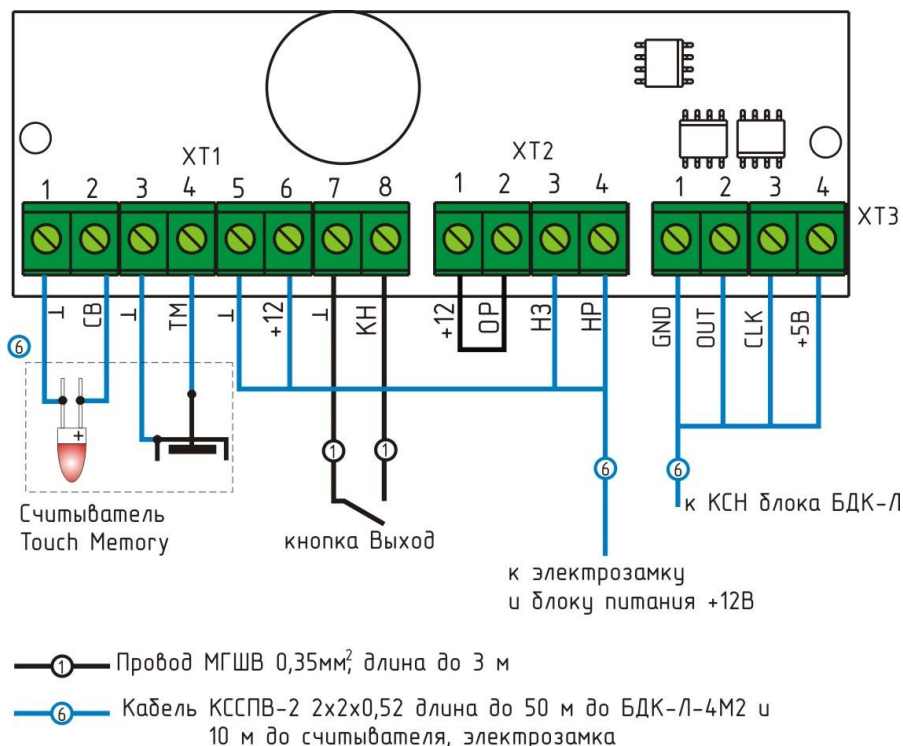 XT1
XT2
1 2 3 4 5 6 7 8
1 2 3 4
1 2 3 4
XT3
⊥
СВ
⊥
ТМ
⊥
+12
⊥
КН
+12
ОР
НЗ
НР
GND
OUT
CLK
+5В
6
+
1
1
6
6
Считыватель
Touch Memory
кнопка Выход
к КСН блока БДК-Л
к электрозамку
и блоку питания +12В
1 Провод МГШВ 0,35мм², длина до 3 м
6 Кабель КССПВ-2 2х2х0,52 длина до 50 м до БДК-Л-4М2 и
10 м до считывателя, электрозамка